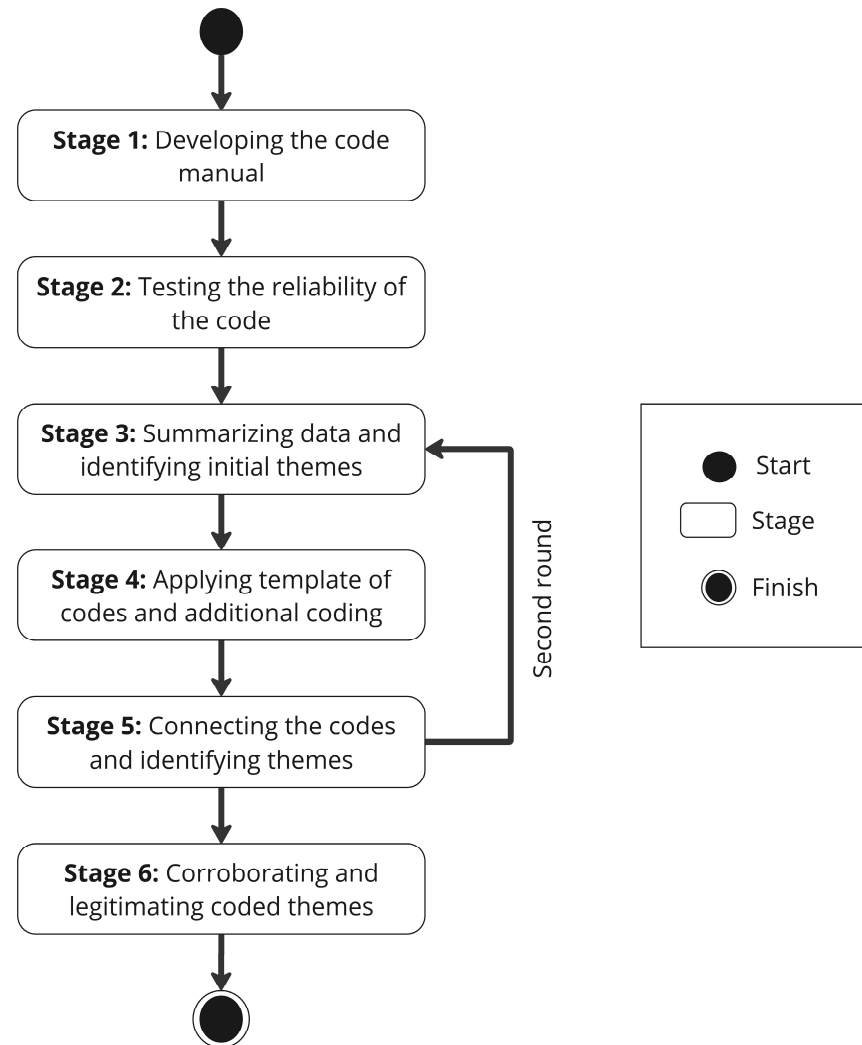 Stage 1: Developing the code
manual
Stage 2: Testing the reliability of
the code
Stage 3: Summarizing data and
identifying initial themes
Stage 4: Applying template of
codes and additional coding
Stage 5: Connecting the codes
and identifying themes
Stage 6: Corroborating and
legitimating coded themes
Second round
Start
Stage
Finish